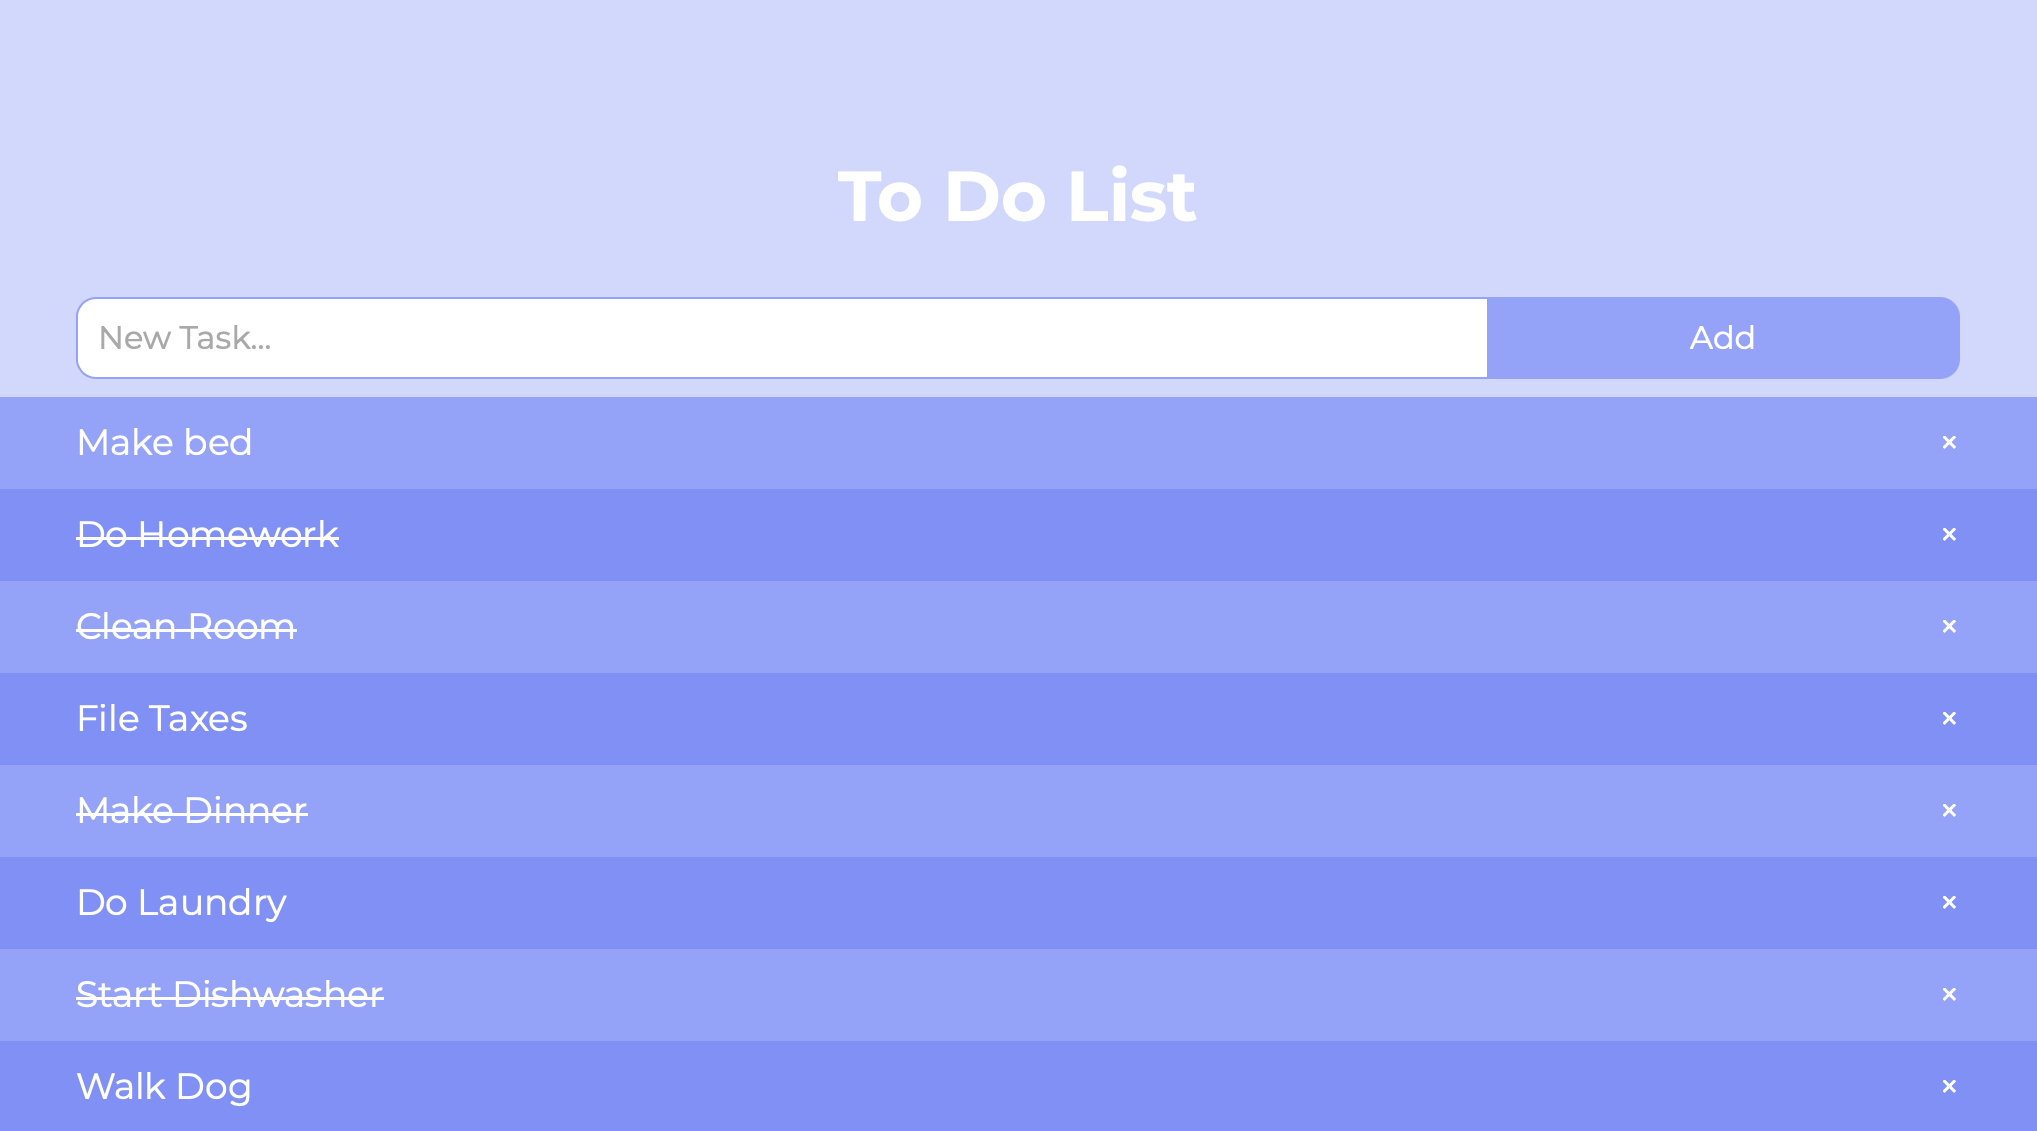 To Do List
New Task...
Add
Make bed
×
Do Homework
×
Clean Room
×
File Taxes
×
Make Dinner
×
Do Laundry
×
Start Dishwasher
×
Walk Dog
×